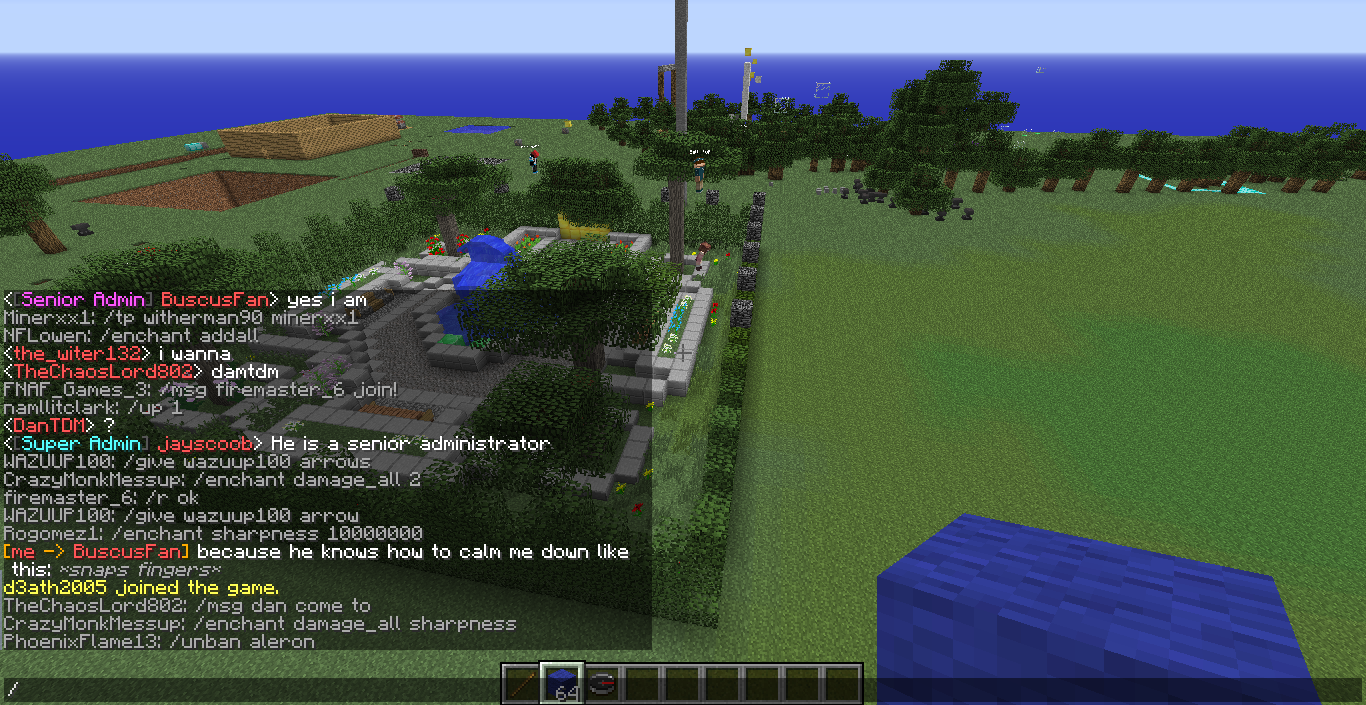 <[Senior Admin] BuscusFan> yes i am
Minerxx1: /tp witherman90 minerxx1
NFLowen: /enchant addall
<the_witer132> i wanna
<TheChaosLord802> damtdm
FNAF_Games_3: /msg firemaster_6 join!
namllitclark: /up 1
<DanTDM> ?
<[Super Admin] jayscoob> He is a senior administrator
WAZUUP100: /give wazuup100 arrows
CrazyMonkMessup: /enchant damage_all 2
firemaster_6: /r ok
WAZUUP100: /give wazuup100 arrow
Rogomez1: /enchant sharpness 10000000
[me -> BuscusFan] because he knows how to calm me down like
this: *snaps fingers*
d3ath2005 joined the game.
TheChaosLord802: /msg dan come to
CrazyMonkMessup: /enchant damage_all sharpness
PhoenixFlame13: /unban aleron
64
/